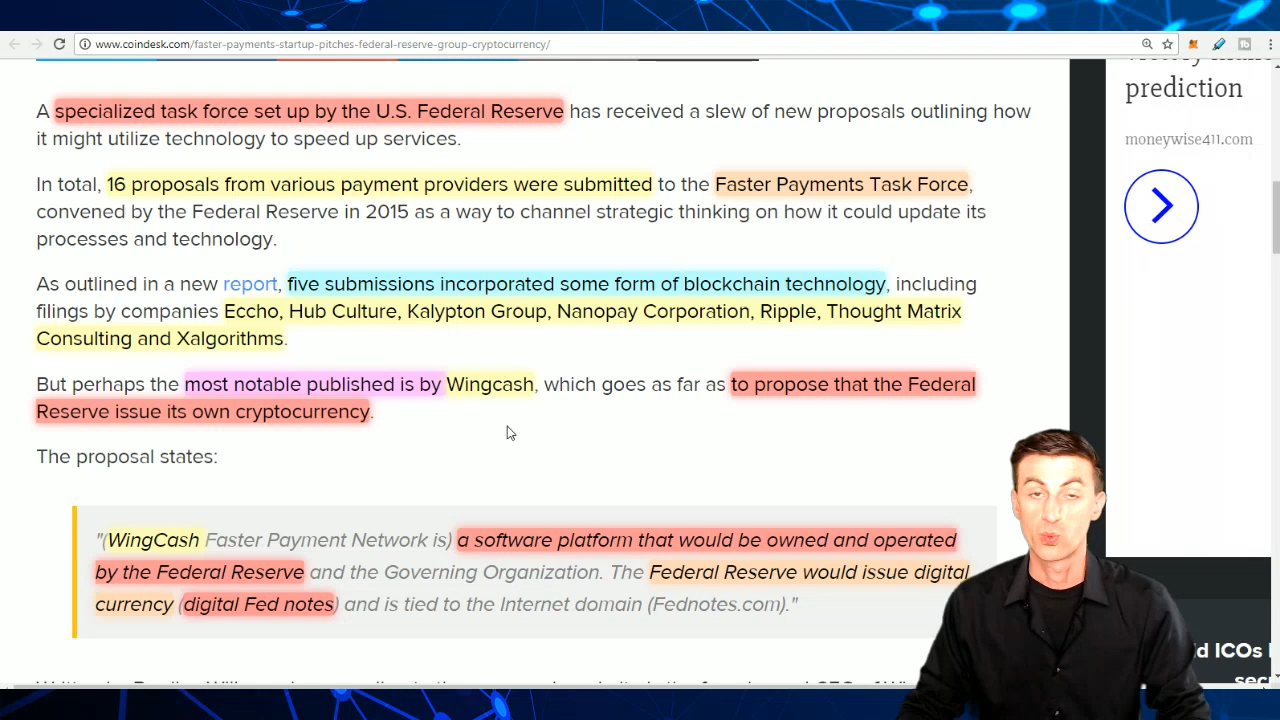 www.coindesk.com/faster-payments-startup-pitches-federal-reserve-group-cryptocurrency/
prediction
moneywise411.com
A specialized task force set up by the U.S. Federal Reserve has received a slew of new proposals outlining how
it might utilize technology to speed up services.
In total, 16 proposals from various payment providers were submitted to the Faster Payments Task Force,
convened by the Federal Reserve in 2015 as a way to channel strategic thinking on how it could update its
processes and technology.
As outlined in a new report, five submissions incorporated some form of blockchain technology, including
filings by companies Eccho, Hub Culture, Kalypton Group, Nanopay Corporation, Ripple, Thought Matrix
Consulting and Xalgorithms.
But perhaps the most notable published is by Wingcash, which goes as far as to propose that the Federal
Reserve issue its own cryptocurrency.
The proposal states:
"(WingCash Faster Payment Network is) a software platform that would be owned and operated
by the Federal Reserve and the Governing Organization. The Federal Reserve would issue digital
currency (digital Fed notes) and is tied to the Internet domain (Fednotes.com)."
ICOs